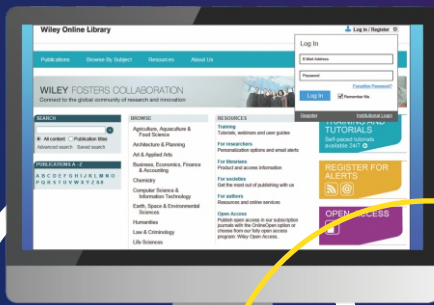 Wiley Online Library
Log in / Register
Publications Browse By Subject Resources About Us
Log In
E-Mail Address
Password
Forgotten Password?
Log In Remember Me
Register Institutional Login
WILEY FOSTERS COLLABORATION
Connect to the global community of research and innovation
SEARCH
All content Publication titles
Advanced search Saved search
PUBLICATIONS A - Z
A B C D E F G H I J K L M N O
P Q R S T U V W X Y Z 0-9
BROWSE
Agriculture, Aquaculture &
Food Science
Architecture & Planning
Art & Applied Arts
Business, Economics, Finance
& Accounting
Chemistry
Computer Science &
Information Technology
Earth, Space & Environmental
Sciences
Humanities
Law & Criminology
Life Sciences
RESOURCES
Training
Tutorials, webinars and user guides
For researchers
Personalization options and email alerts
For librarians
Product and access information
For societies
Get the most out of publishing with us
For authors
Resources and online services
Open Access
Publish open access in our subscription
journals with the OnlineOpen option or
choose from our fully open access
program: Wiley Open Access.
TRAINING AND
TUTORIALS
Self-paced tutorials
available 24/7
REGISTER FOR
ALERTS
OPEN ACCESS